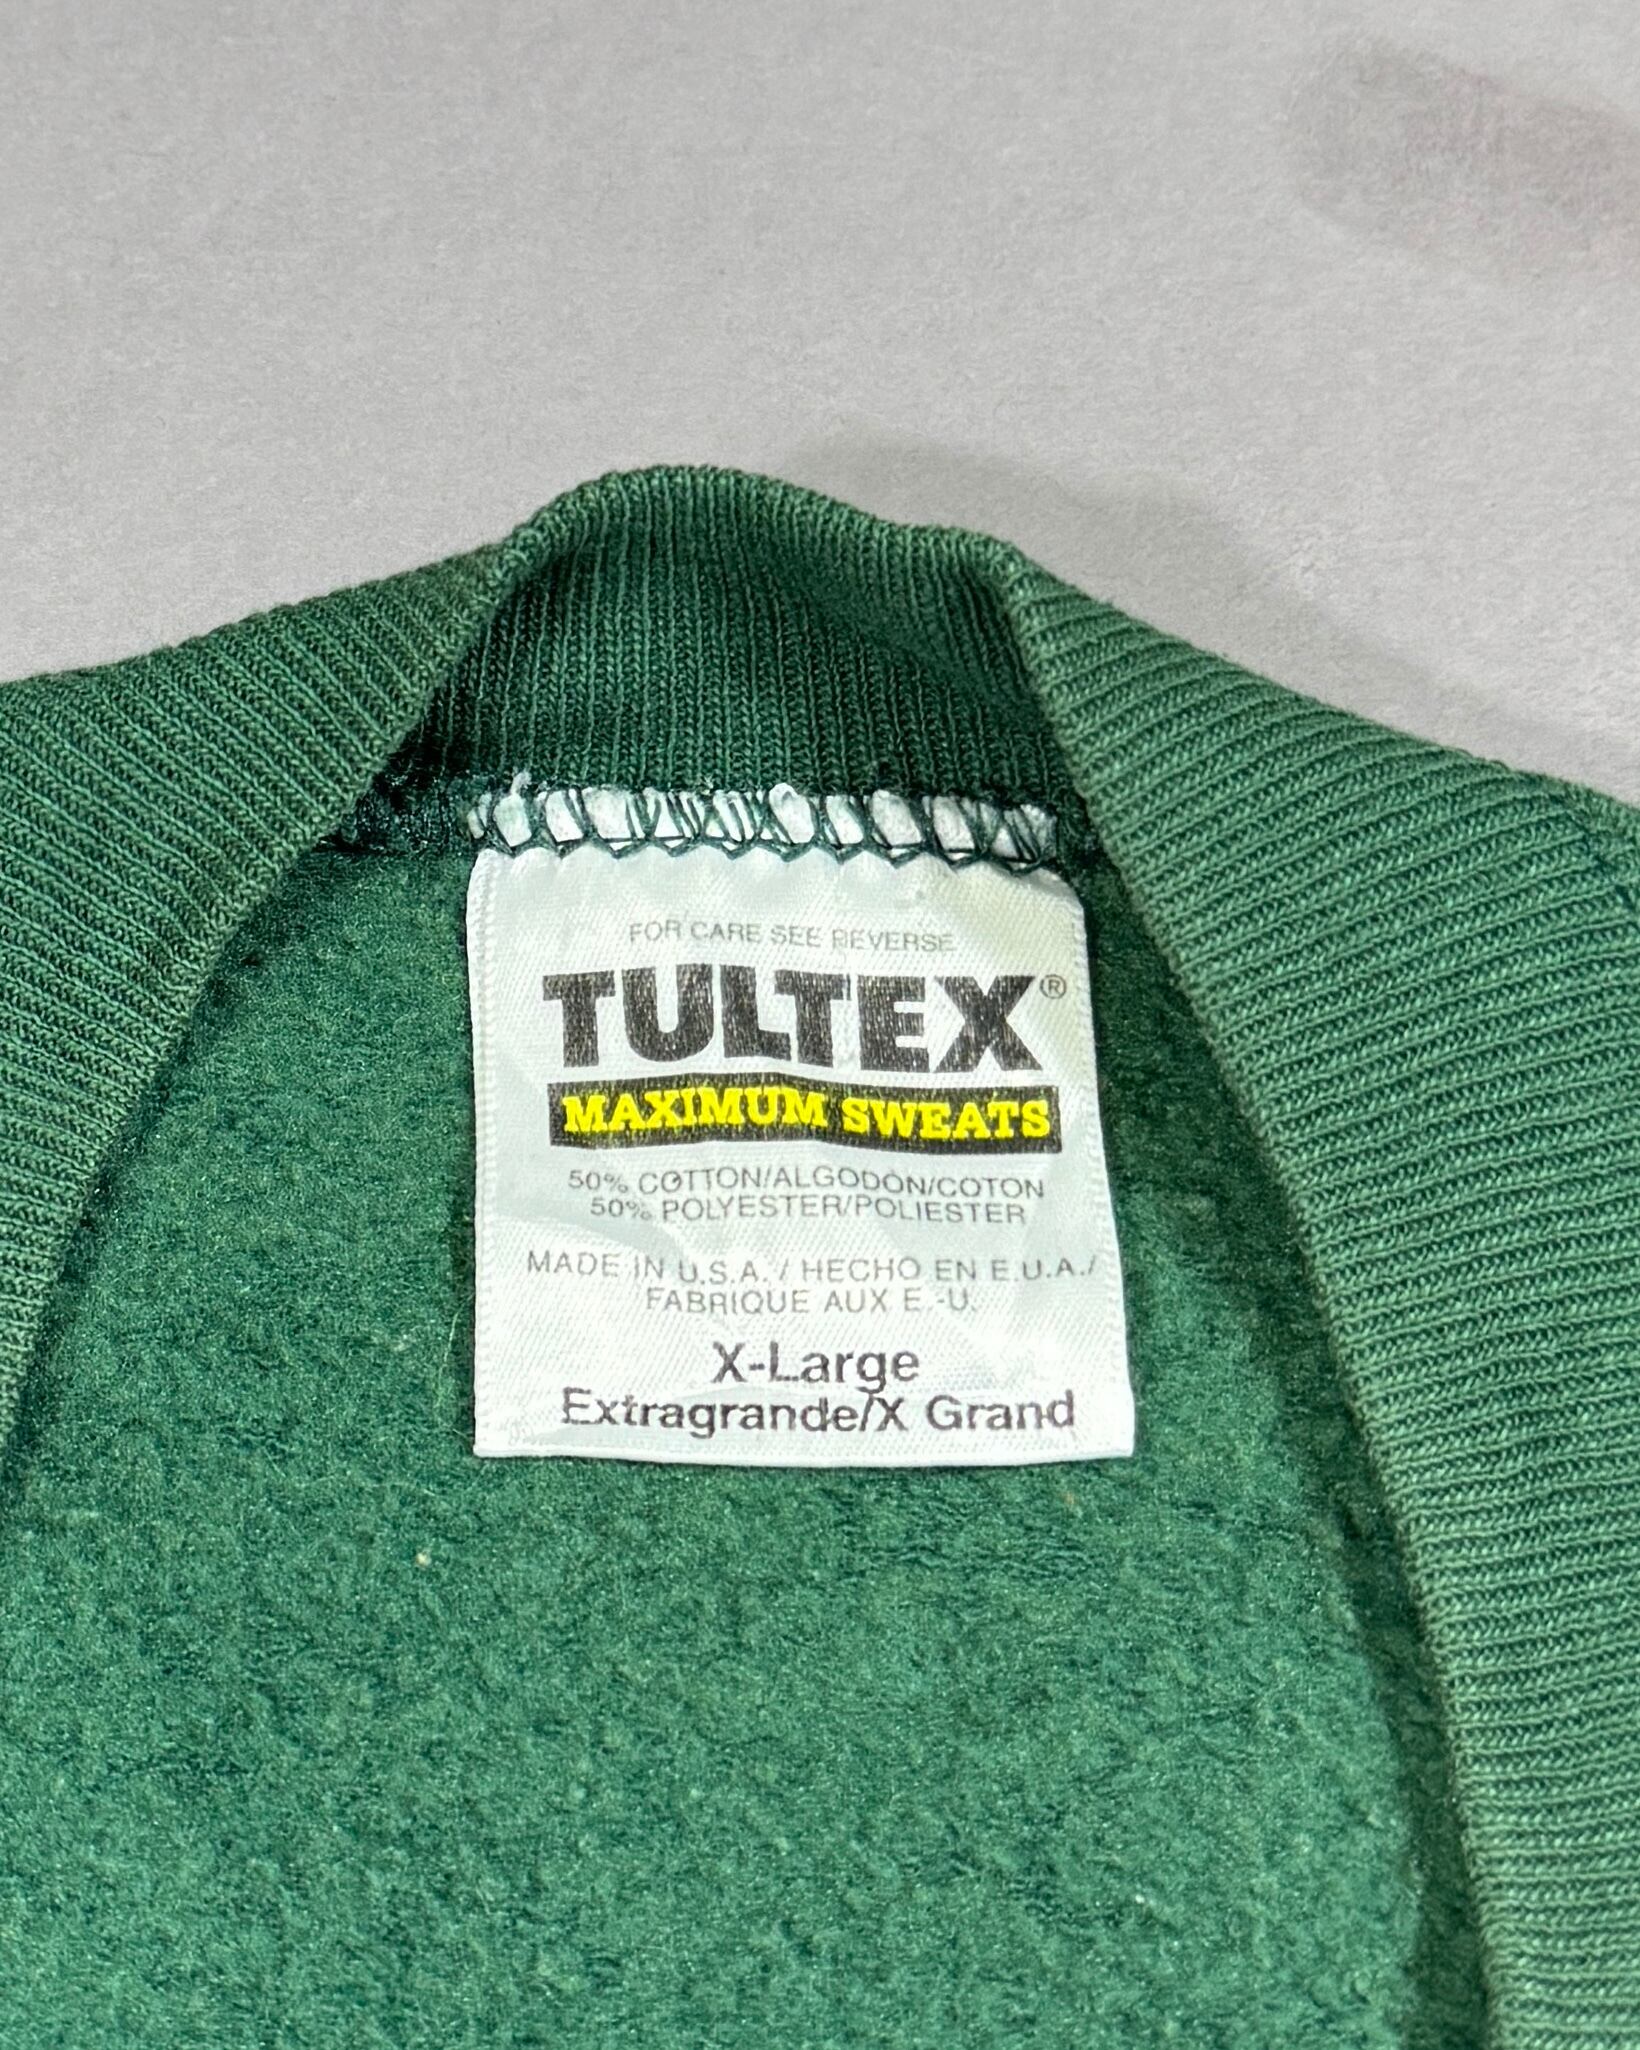 FOR CARE SEE REVERSE
TULTEX®
MAXIMUM SWEATS
50% COTTON/ALGODÓN/COTON
50% POLYESTER/POLIESTER
MADE IN U.S.A. / HECHO EN E.U.A./
FABRIQUE AUX E.-U.
X-Large
Extragrande/X Grand